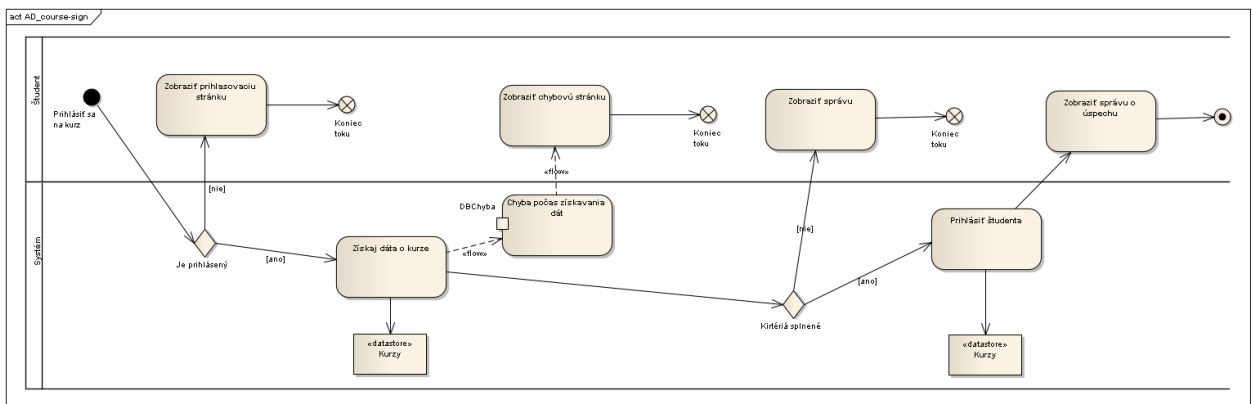 act AD_course-sign
Študent
Prihlásiť sa
na kurz
Zobraziť prihlasovaciu
stránku
Koniec
toku
Zobraziť chybovú stránku
Koniec
toku
Zobraziť správu
Koniec
toku
Zobraziť správu o
úspechu
[nie]
«flow»
[nie]
Systém
Je prihlásený
[ano]
Získaj dáta o kurze
«flow»
DBChyba
Chyba počas získavania
dát
Kirtériá splnené
[ano]
Prihlásiť študenta
«datastore»
Kurzy
«datastore»
Kurzy